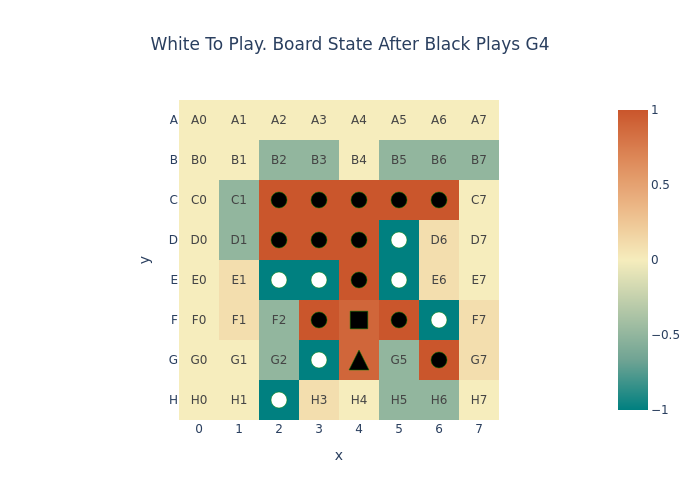 White To Play. Board State After Black Plays G4
A A0 A1 A2 A3 A4 A5 A6 A7
B B0 B1 B2 B3 B4 B5 B6 B7
C C0 C1 C7
D D0 D1 D6 D7
E E0 E1 E6 E7
F F0 F1 F2 F7
G G0 G1 G2 G5 G7
H H0 H1 H3 H4 H5 H6 H7
0 1 2 3 4 5 6 7
x
y
1
0.5
0
−0.5
−1